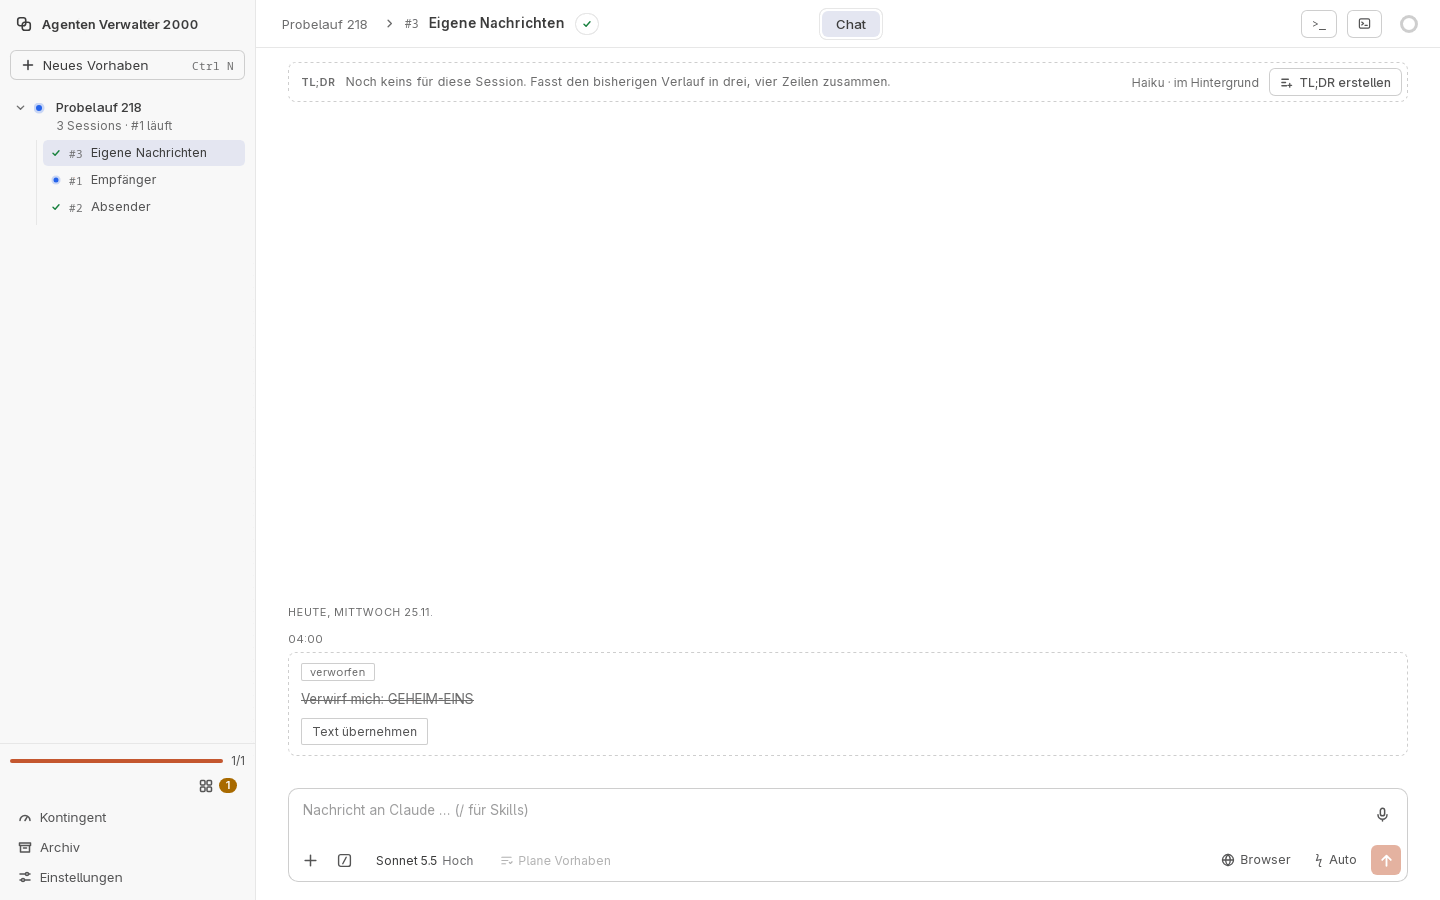 Agenten Verwalter 2000
Neues Vorhaben Ctrl N
Probelauf 218
3 Sessions · #1 läuft
#3 Eigene Nachrichten
#1 Empfänger
#2 Absender
1/1
1
Kontingent
Archiv
Einstellungen
Probelauf 218 #3 Eigene Nachrichten
Chat
>_
TL;DR Noch keins für diese Session. Fasst den bisherigen Verlauf in drei, vier Zeilen zusammen.
Haiku · im Hintergrund TL;DR erstellen
HEUTE, MITTWOCH 25.11.
04:00
verworfen
Verwirf mich: GEHEIM-EINS
Text übernehmen
Nachricht an Claude … (/ für Skills)
Sonnet 5.5 Hoch Plane Vorhaben Browser Auto